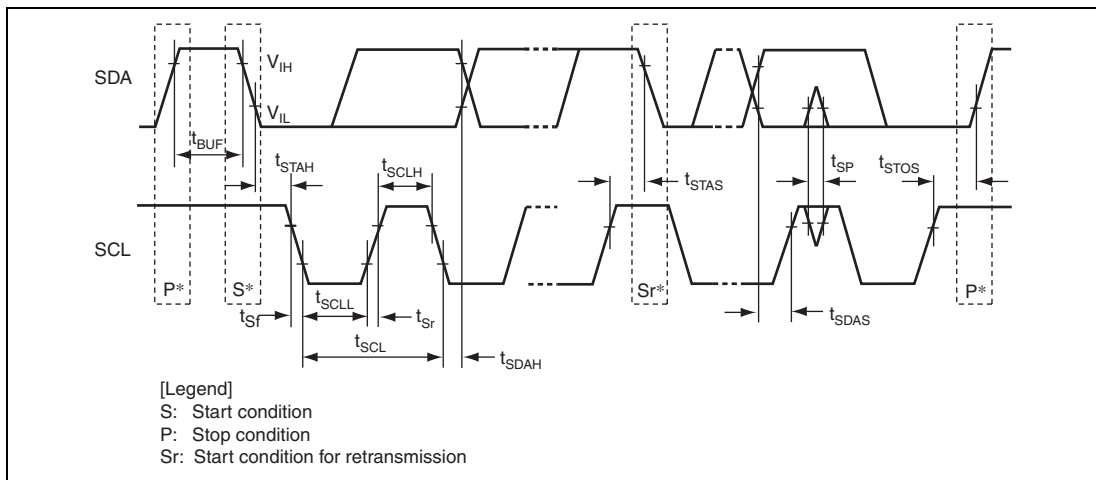 SDA
V_IH
V_IL
t_BUF
t_STAH
t_SCLH
t_STAS
t_SP
t_STOS
SCL
P*
S*
Sr*
P*
t_Sf
t_SCLL
t_Sr
t_SCL
t_SDAH
t_SDAS
[Legend]
S: Start condition
P: Stop condition
Sr: Start condition for retransmission